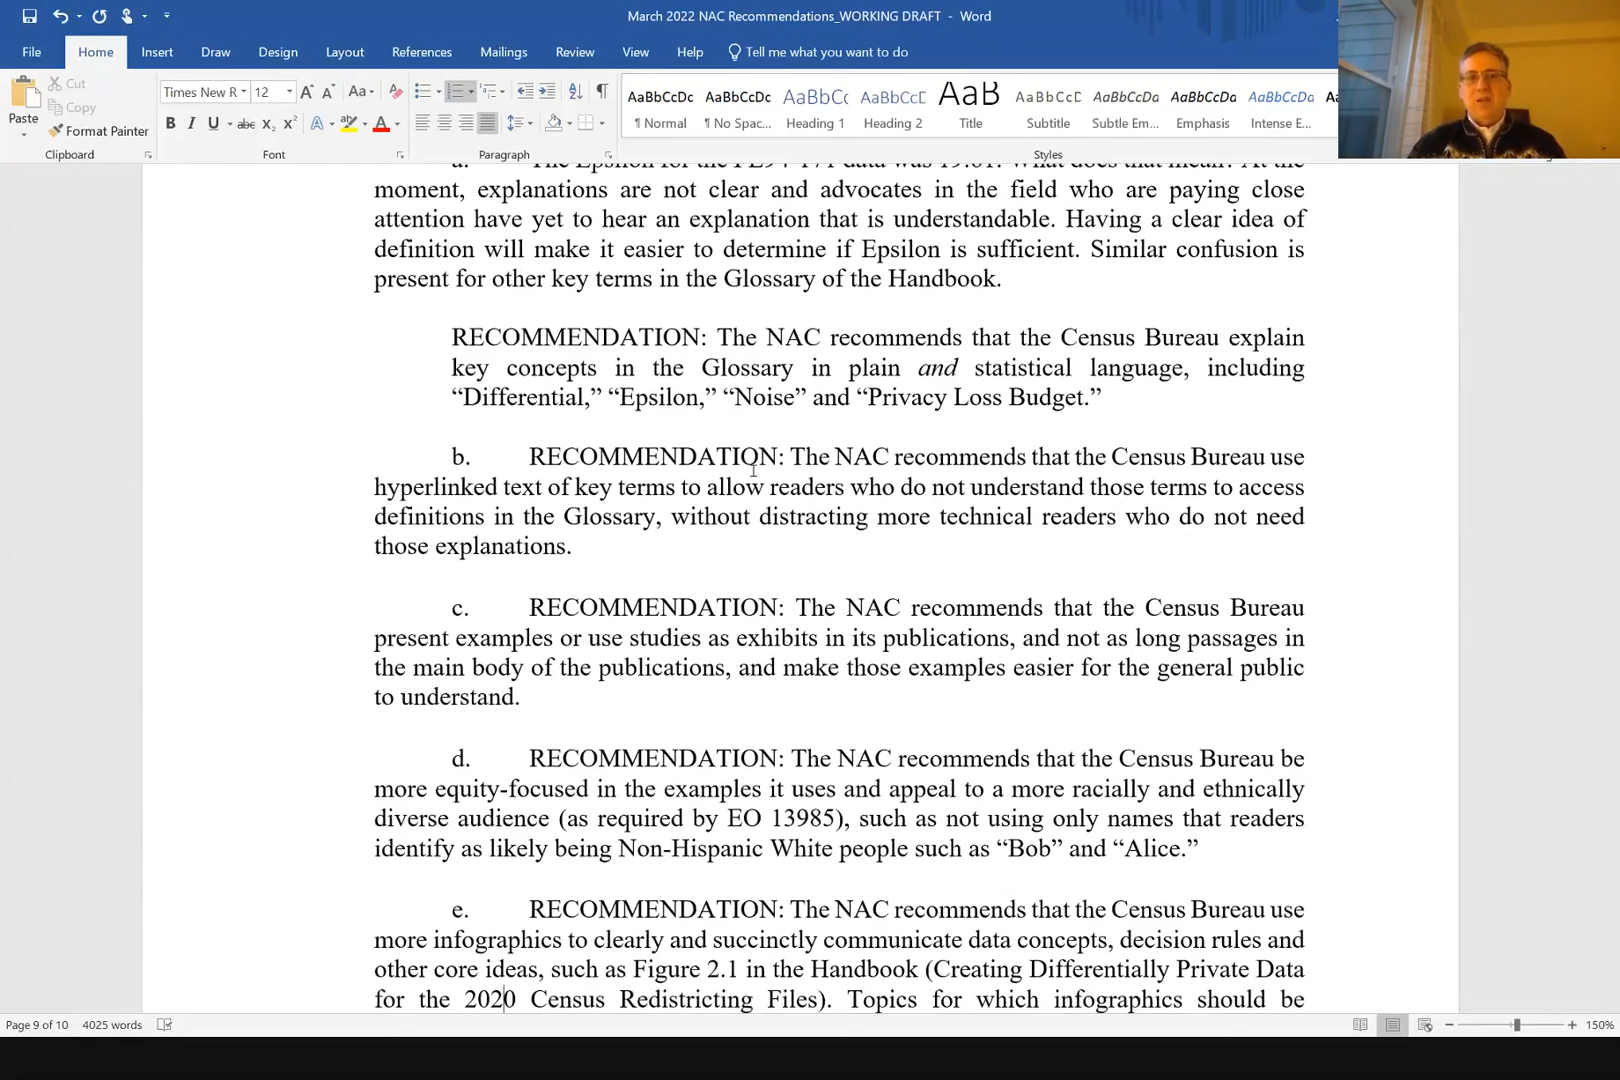 March 2022 NAC Recommendations_WORKING DRAFT - Word
File Home Insert Draw Design Layout References Mailings Review View Help Tell me what you want to do
Cut
Copy
Paste
Format Painter
Times New R 12
AaBbCcDc AaBbCcDc AaBbCc AaBbCcD AaB AaBbCcD AaBbCcDa AaBbCcDa AaBbCcDa
¶ Normal ¶ No Spac... Heading 1 Heading 2 Title Subtitle Subtle Em... Emphasis Intense E...
Clipboard Font Paragraph Styles
moment, explanations are not clear and advocates in the field who are paying close
attention have yet to hear an explanation that is understandable. Having a clear idea of
definition will make it easier to determine if Epsilon is sufficient. Similar confusion is
present for other key terms in the Glossary of the Handbook.
RECOMMENDATION: The NAC recommends that the Census Bureau explain
key concepts in the Glossary in plain and statistical language, including
“Differential,” “Epsilon,” “Noise” and “Privacy Loss Budget.”
b. RECOMMENDATION: The NAC recommends that the Census Bureau use
hyperlinked text of key terms to allow readers who do not understand those terms to access
definitions in the Glossary, without distracting more technical readers who do not need
those explanations.
c. RECOMMENDATION: The NAC recommends that the Census Bureau
present examples or use studies as exhibits in its publications, and not as long passages in
the main body of the publications, and make those examples easier for the general public
to understand.
d. RECOMMENDATION: The NAC recommends that the Census Bureau be
more equity-focused in the examples it uses and appeal to a more racially and ethnically
diverse audience (as required by EO 13985), such as not using only names that readers
identify as likely being Non-Hispanic White people such as “Bob” and “Alice.”
e. RECOMMENDATION: The NAC recommends that the Census Bureau use
more infographics to clearly and succinctly communicate data concepts, decision rules and
other core ideas, such as Figure 2.1 in the Handbook (Creating Differentially Private Data
for the 2020 Census Redistricting Files). Topics for which infographics should be
Page 9 of 10 4025 words 150%